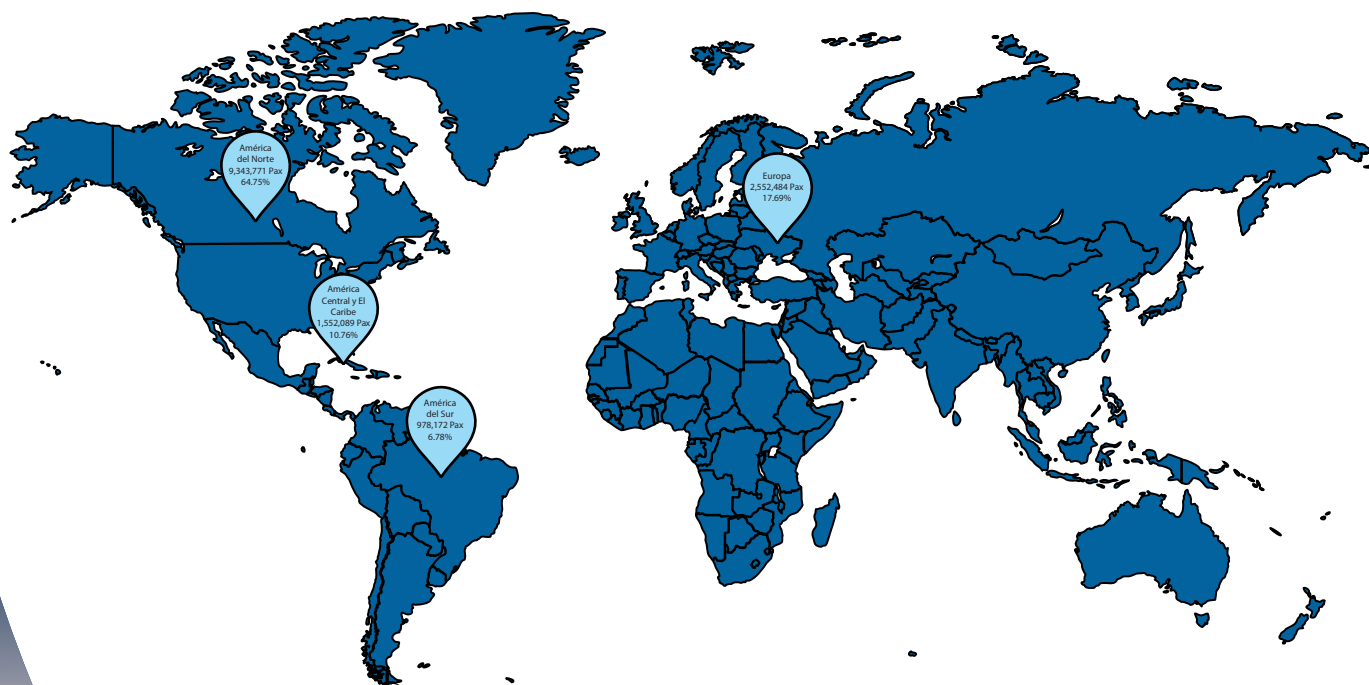 América
del Norte
9,343,771 Pax
64.75%
Europa
2,552,484 Pax
17.69%
América
Central y El
Caribe
1,552,089 Pax
10.76%
América
del Sur
978,172 Pax
6.78%